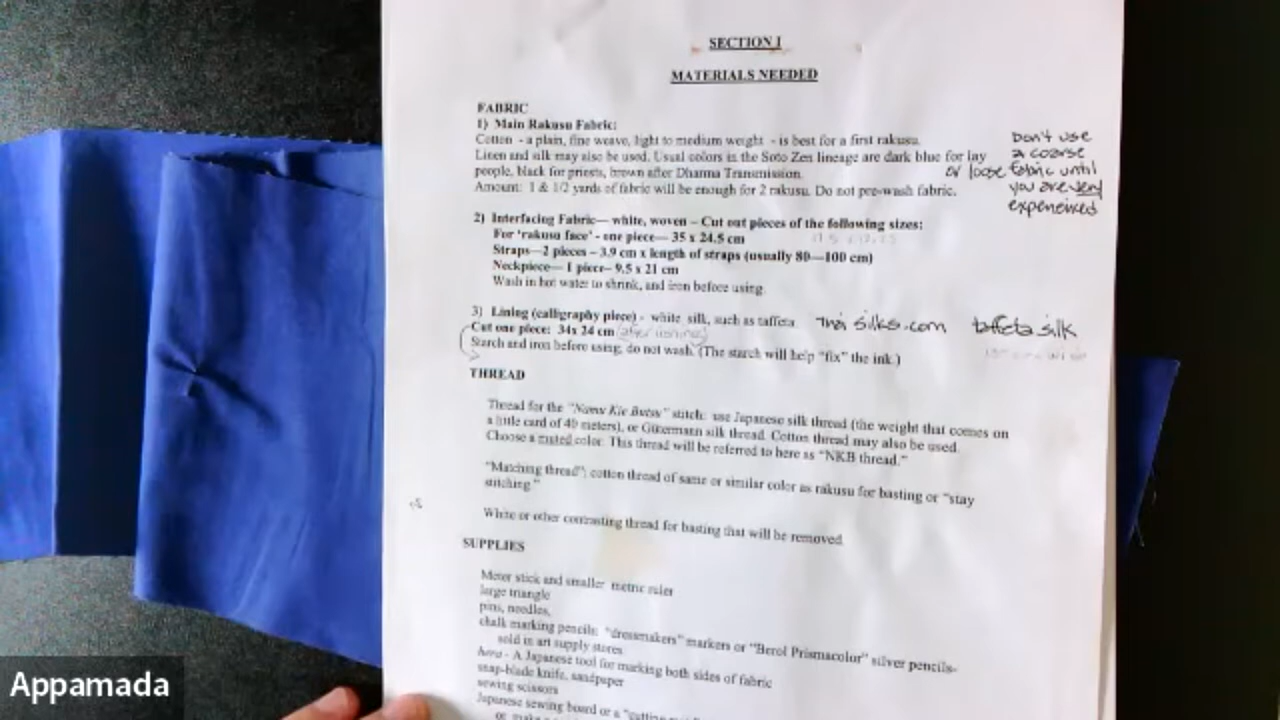 SECTION I
MATERIALS NEEDED
FABRIC
1) Main Rakusu Fabric:
Cotton - a plain, fine weave, light to medium weight - is best for a first rakusu.
Linen and silk may also be used. Usual colors in the Soto Zen lineage are dark blue for lay
people, black for priests, brown after Dharma Transmission.
Amount: 1 & 1/2 yards of fabric will be enough for 2 rakusu. Do not pre-wash fabric.
Don't use
a coarse
or loose fabric until
you are very
experienced
2) Interfacing Fabric— white, woven – Cut out pieces of the following sizes:
For 'rakusu face' - one piece— 35 x 24.5 cm
Straps—2 pieces – 3.9 cm x length of straps (usually 80—100 cm)
Neckpiece— 1 piece– 9.5 x 21 cm
Wash in hot water to shrink, and iron before using.
3) Lining (calligraphy piece) - white silk, such as taffeta. Thai silks.com taffeta silk
Cut one piece: 34x 24 cm
Starch and iron before using, do not wash. (The starch will help "fix" the ink.)
THREAD
Thread for the "Namu Kie Butsu" stitch: use Japanese silk thread (the weight that comes on
a little card of 40 meters), or Gütermann silk thread. Cotton thread may also be used.
Choose a muted color. This thread will be referred to here as "NKB thread."
"Matching thread": cotton thread of same or similar color as rakusu for basting or "stay
stitching."
White or other contrasting thread for basting that will be removed.
SUPPLIES
Meter stick and smaller metric ruler
large triangle
pins, needles,
chalk marking pencils: "dressmakers" markers or "Berol Prismacolor" silver pencils-
sold in art supply stores
- A Japanese tool for marking both sides of fabric
snap-blade knife, sandpaper
sewing scissors
Japanese sewing board or a
or make
Appamada